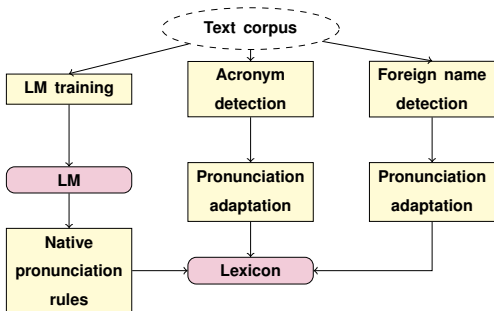 Text corpus
LM training
Acronym
detection
Foreign name
detection
LM
Pronunciation
adaptation
Pronunciation
adaptation
Native
pronunciation
rules
Lexicon